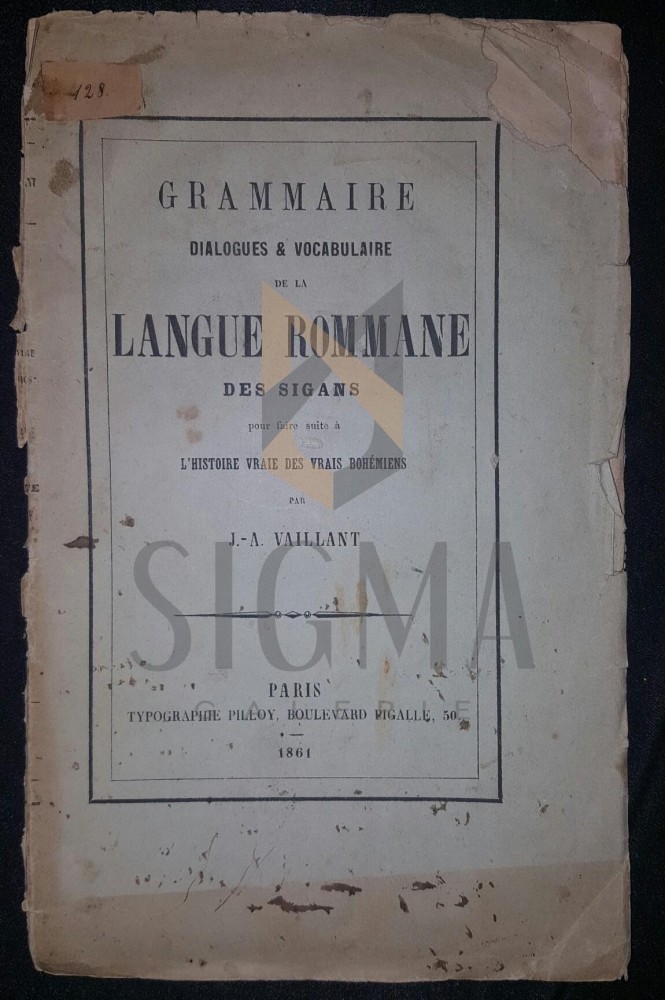 128.
GRAMMAIRE
DIALOGUES & VOCABULAIRE
DE LA
LANGUE ROMMANE
DES SIGANS
pour faire suite à
L'HISTOIRE VRAIE DES VRAIS BOHÉMIENS
PAR
J.-A. VAILLANT
SIGMA
GALERIE
PARIS
TYPOGRAPHIE PILLOY, BOULEVARD PIGALLE, 50.
1861